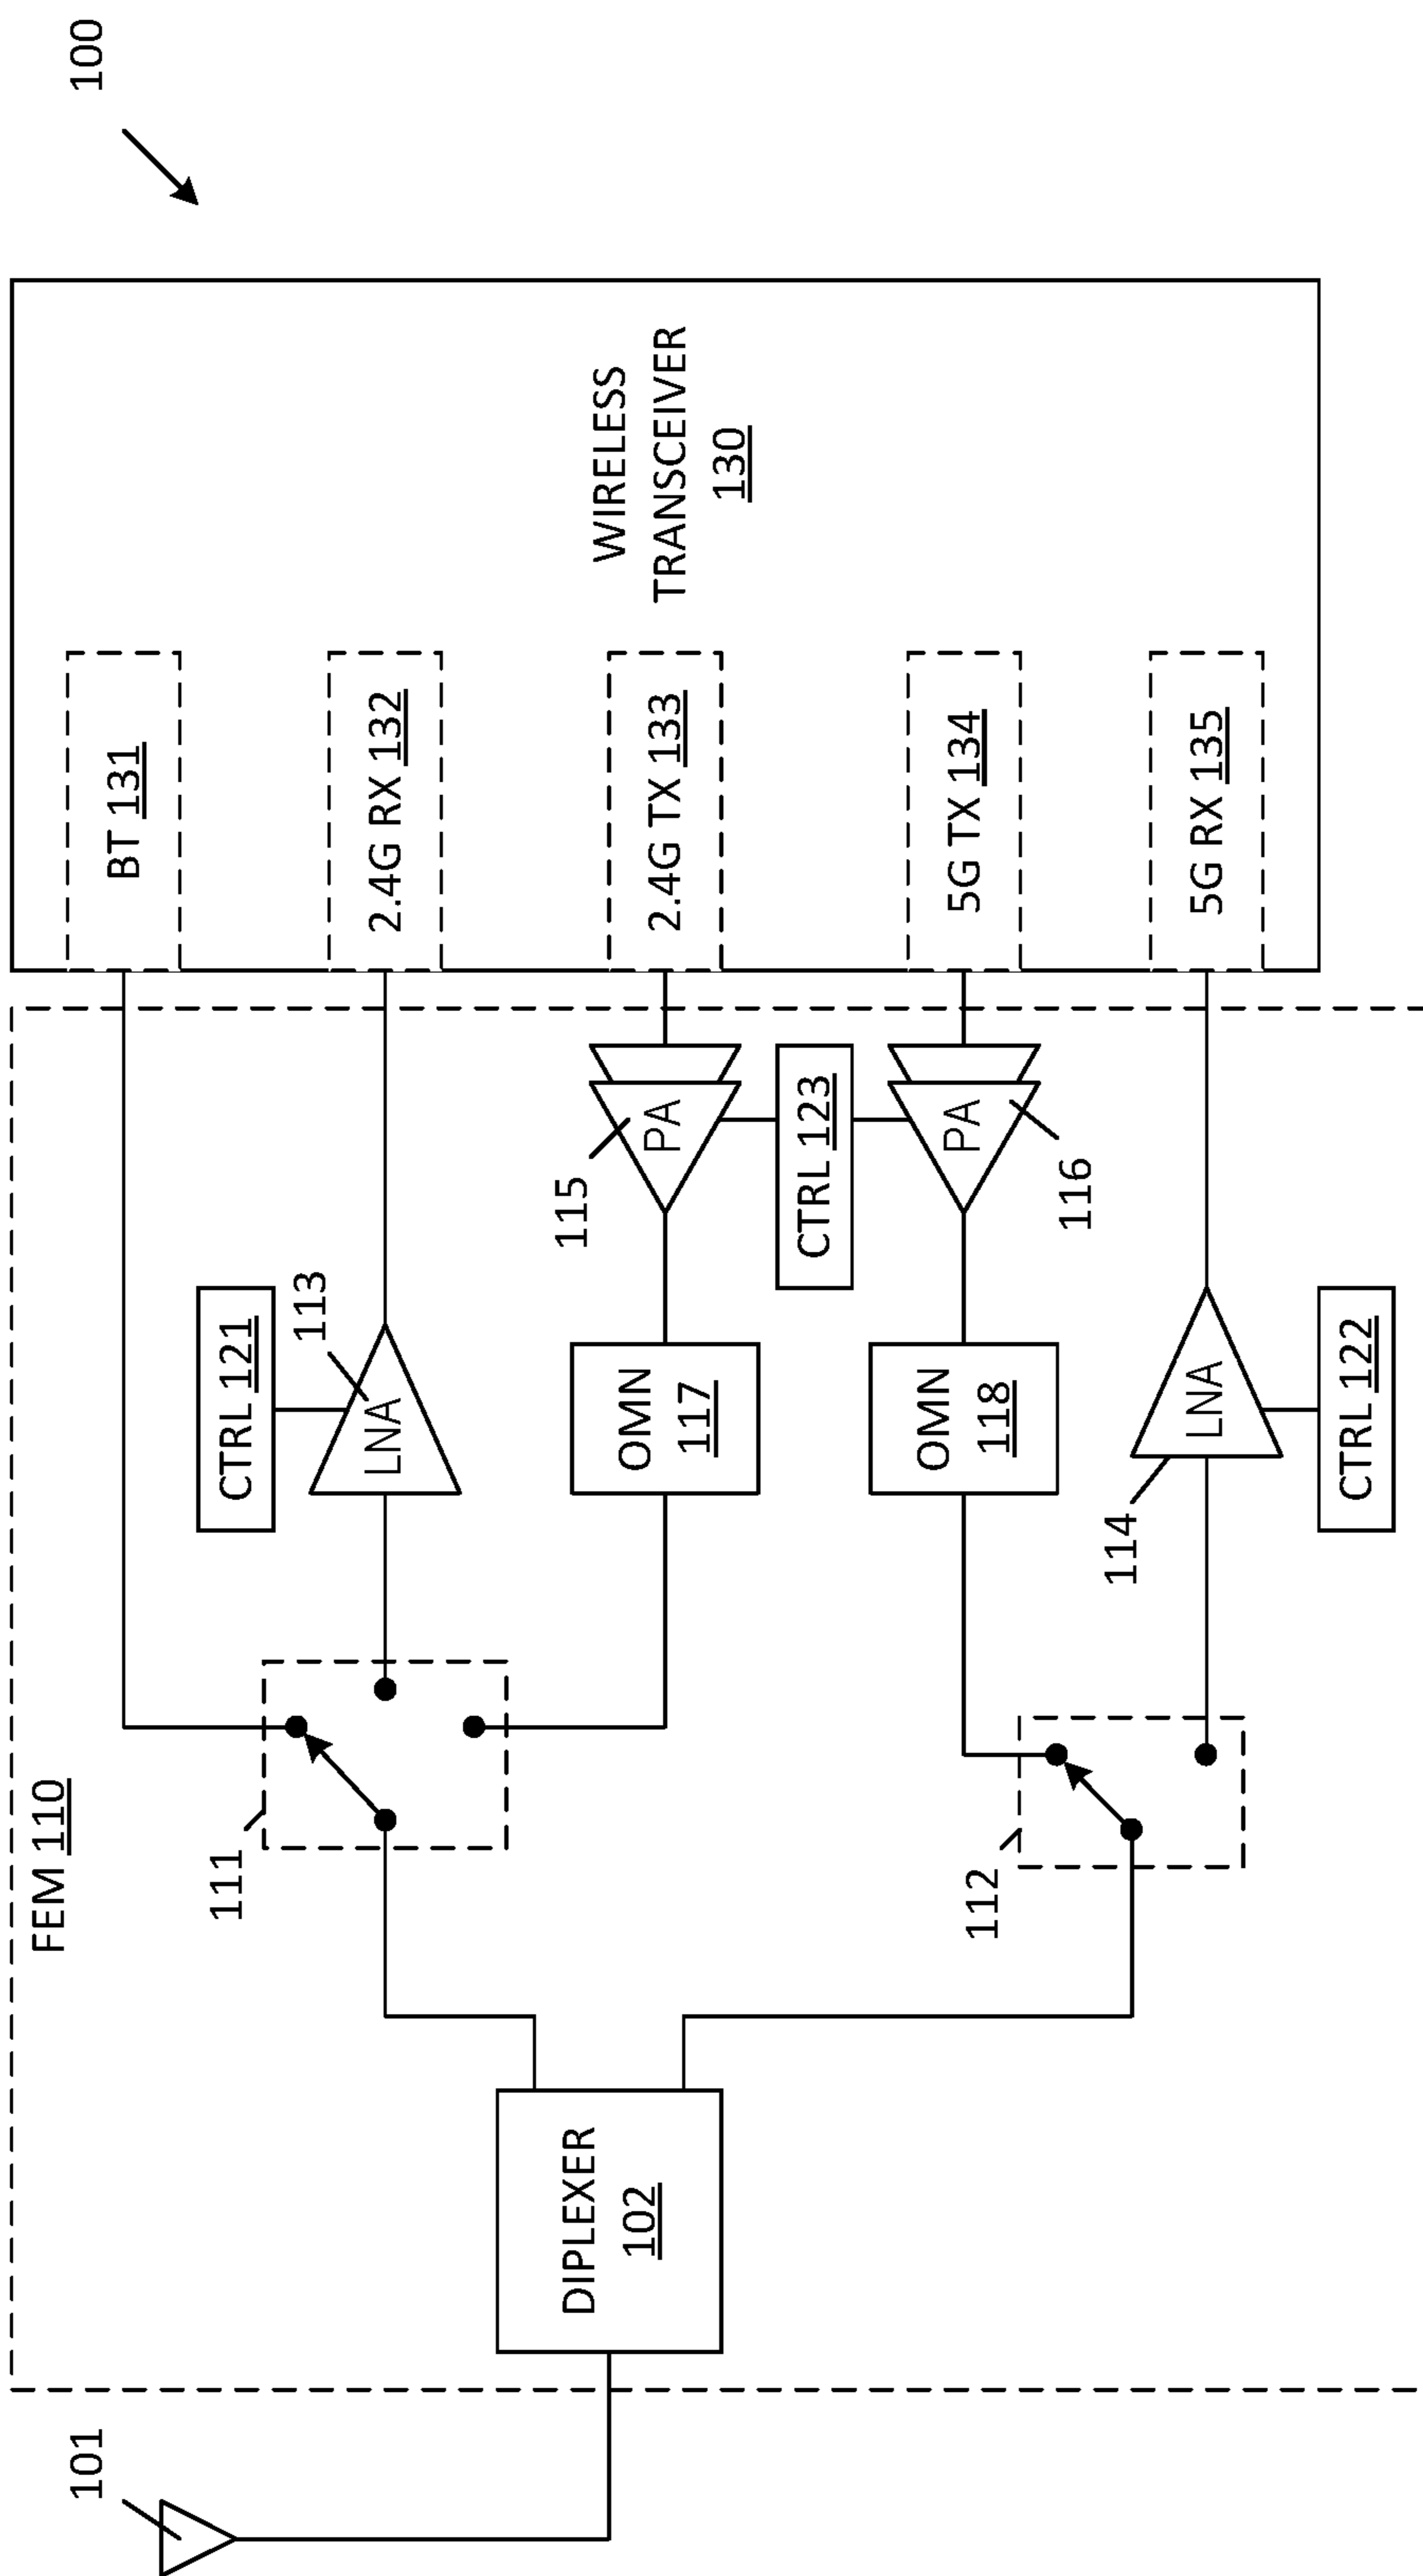 100
101
FEM 110
DIPLEXER
102
111
112
CTRL 121
113
LNA
115
PA
OMN
117
CTRL 123
OMN
118
PA
116
114
LNA
CTRL 122
BT 131
2.4G RX 132
2.4G TX 133
5G TX 134
5G RX 135
WIRELESS
TRANSCEIVER
130